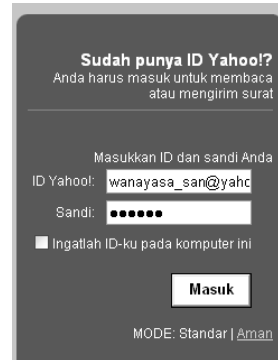 Sudah punya ID Yahoo!?
Anda harus masuk untuk membaca
atau mengirim surat
Masukkan ID dan sandi Anda
ID Yahoo!: wanayasa_san@yahc
Sandi: ●●●●●●
Ingatlah ID-ku pada komputer ini
Masuk
MODE: Standar | Aman